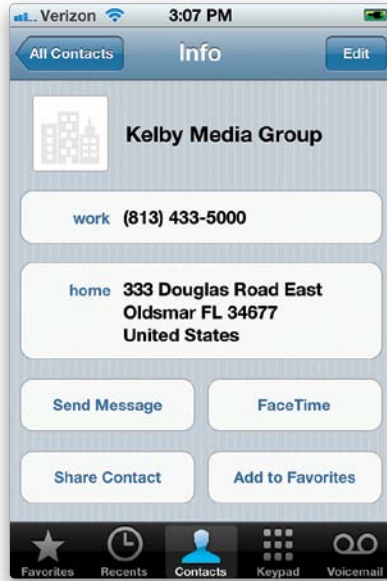 Verizon 3:07 PM
All Contacts Info Edit
Kelby Media Group
work (813) 433-5000
home 333 Douglas Road East
Oldsmar FL 34677
United States
Send Message FaceTime
Share Contact Add to Favorites
Favorites Recents Contacts Keypad Voicemail